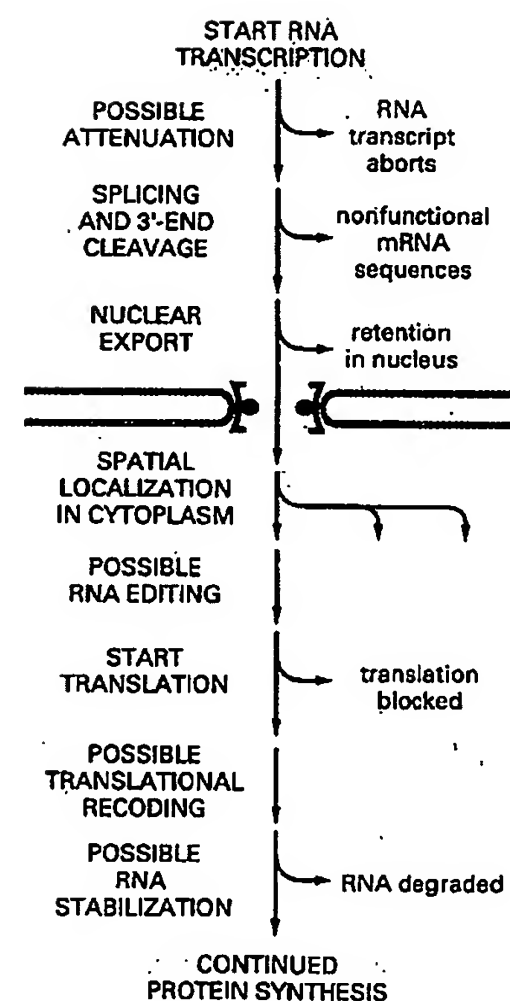 START RNA
TRANSCRIPTION
POSSIBLE
ATTENUATION
RNA
transcript
aborts
SPLICING
AND 3'-END
CLEAVAGE
nonfunctional
mRNA
sequences
NUCLEAR
EXPORT
retention
in nucleus
SPATIAL
LOCALIZATION
IN CYTOPLASM
POSSIBLE
RNA EDITING
START
TRANSLATION
translation
blocked
POSSIBLE
TRANSLATIONAL
RECODING
POSSIBLE
RNA
STABILIZATION
RNA degraded
CONTINUED
PROTEIN SYNTHESIS